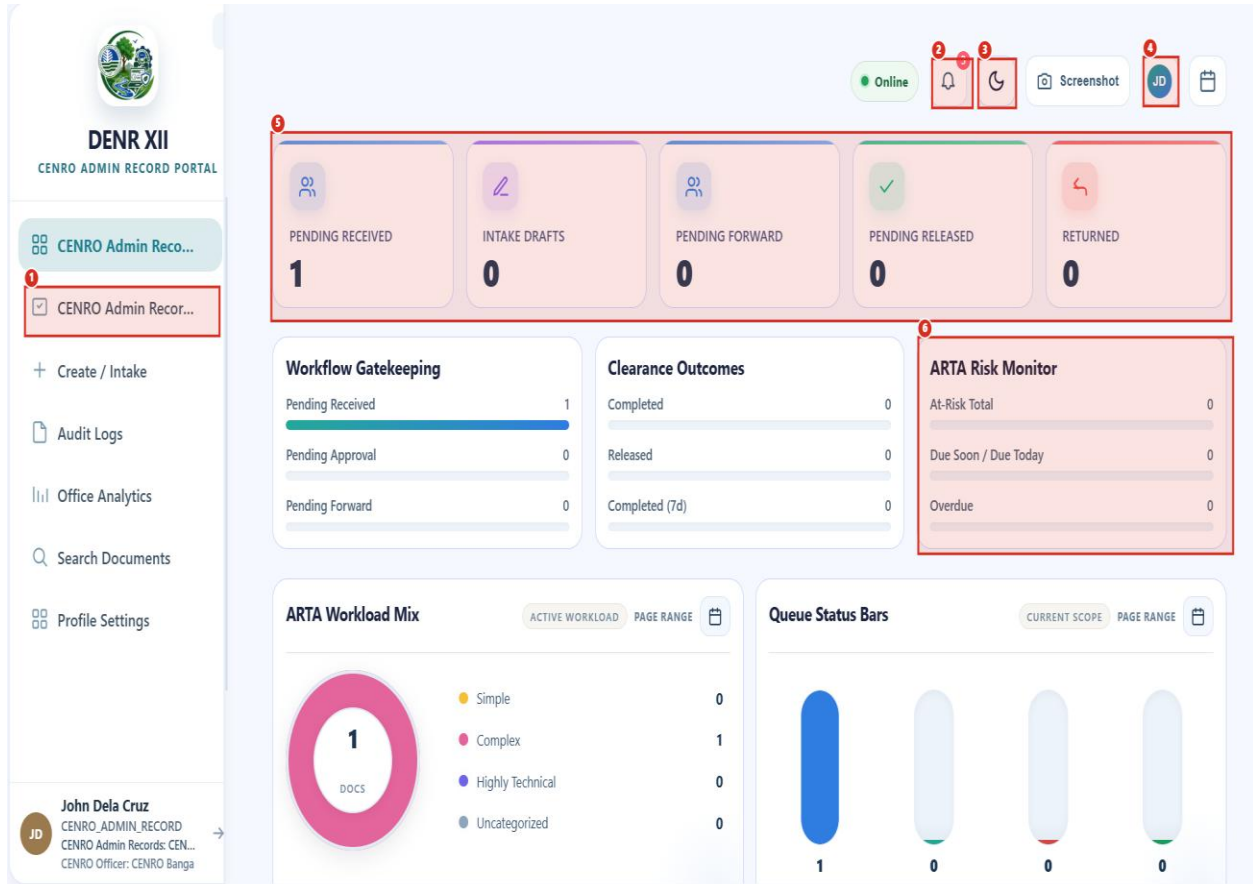 DENR XII
CENRO ADMIN RECORD PORTAL
CENRO Admin Reco...
1
CENRO Admin Recor...
Create / Intake
Audit Logs
Office Analytics
Search Documents
Profile Settings
JD
John Dela Cruz
CENRO_ADMIN_RECORD
CENRO Admin Records: CEN...
CENRO Officer: CENRO Banga
2
3
4
Online
Screenshot
JD
5
PENDING RECEIVED
1
INTAKE DRAFTS
0
PENDING FORWARD
0
PENDING RELEASED
0
RETURNED
0
Workflow Gatekeeping
Pending Received 1
Pending Approval 0
Pending Forward 0
Clearance Outcomes
Completed 0
Released 0
Completed (7d) 0
6
ARTA Risk Monitor
At-Risk Total 0
Due Soon / Due Today 0
Overdue 0
ARTA Workload Mix
ACTIVE WORKLOAD PAGE RANGE
1
DOCS
Simple 0
Complex 1
Highly Technical 0
Uncategorized 0
Queue Status Bars
CURRENT SCOPE PAGE RANGE
1 0 0 0